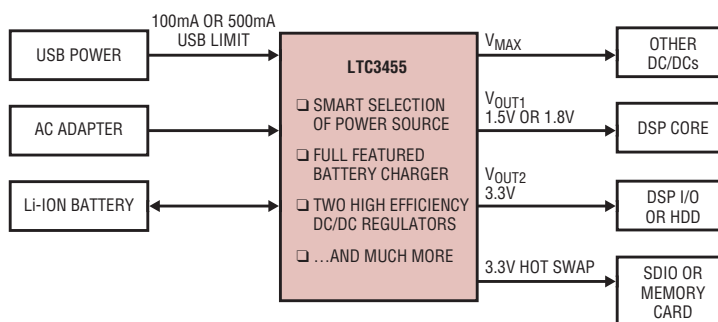 100mA OR 500mA
USB LIMIT
USB POWER
AC ADAPTER
Li-ION BATTERY
LTC3455
❑ SMART SELECTION
OF POWER SOURCE
❑ FULL FEATURED
BATTERY CHARGER
❑ TWO HIGH EFFICIENCY
DC/DC REGULATORS
❑ …AND MUCH MORE
VMAX
OTHER
DC/DCs
VOUT1
1.5V OR 1.8V
DSP CORE
VOUT2
3.3V
DSP I/O
OR HDD
3.3V HOT SWAP
SDIO OR
MEMORY
CARD